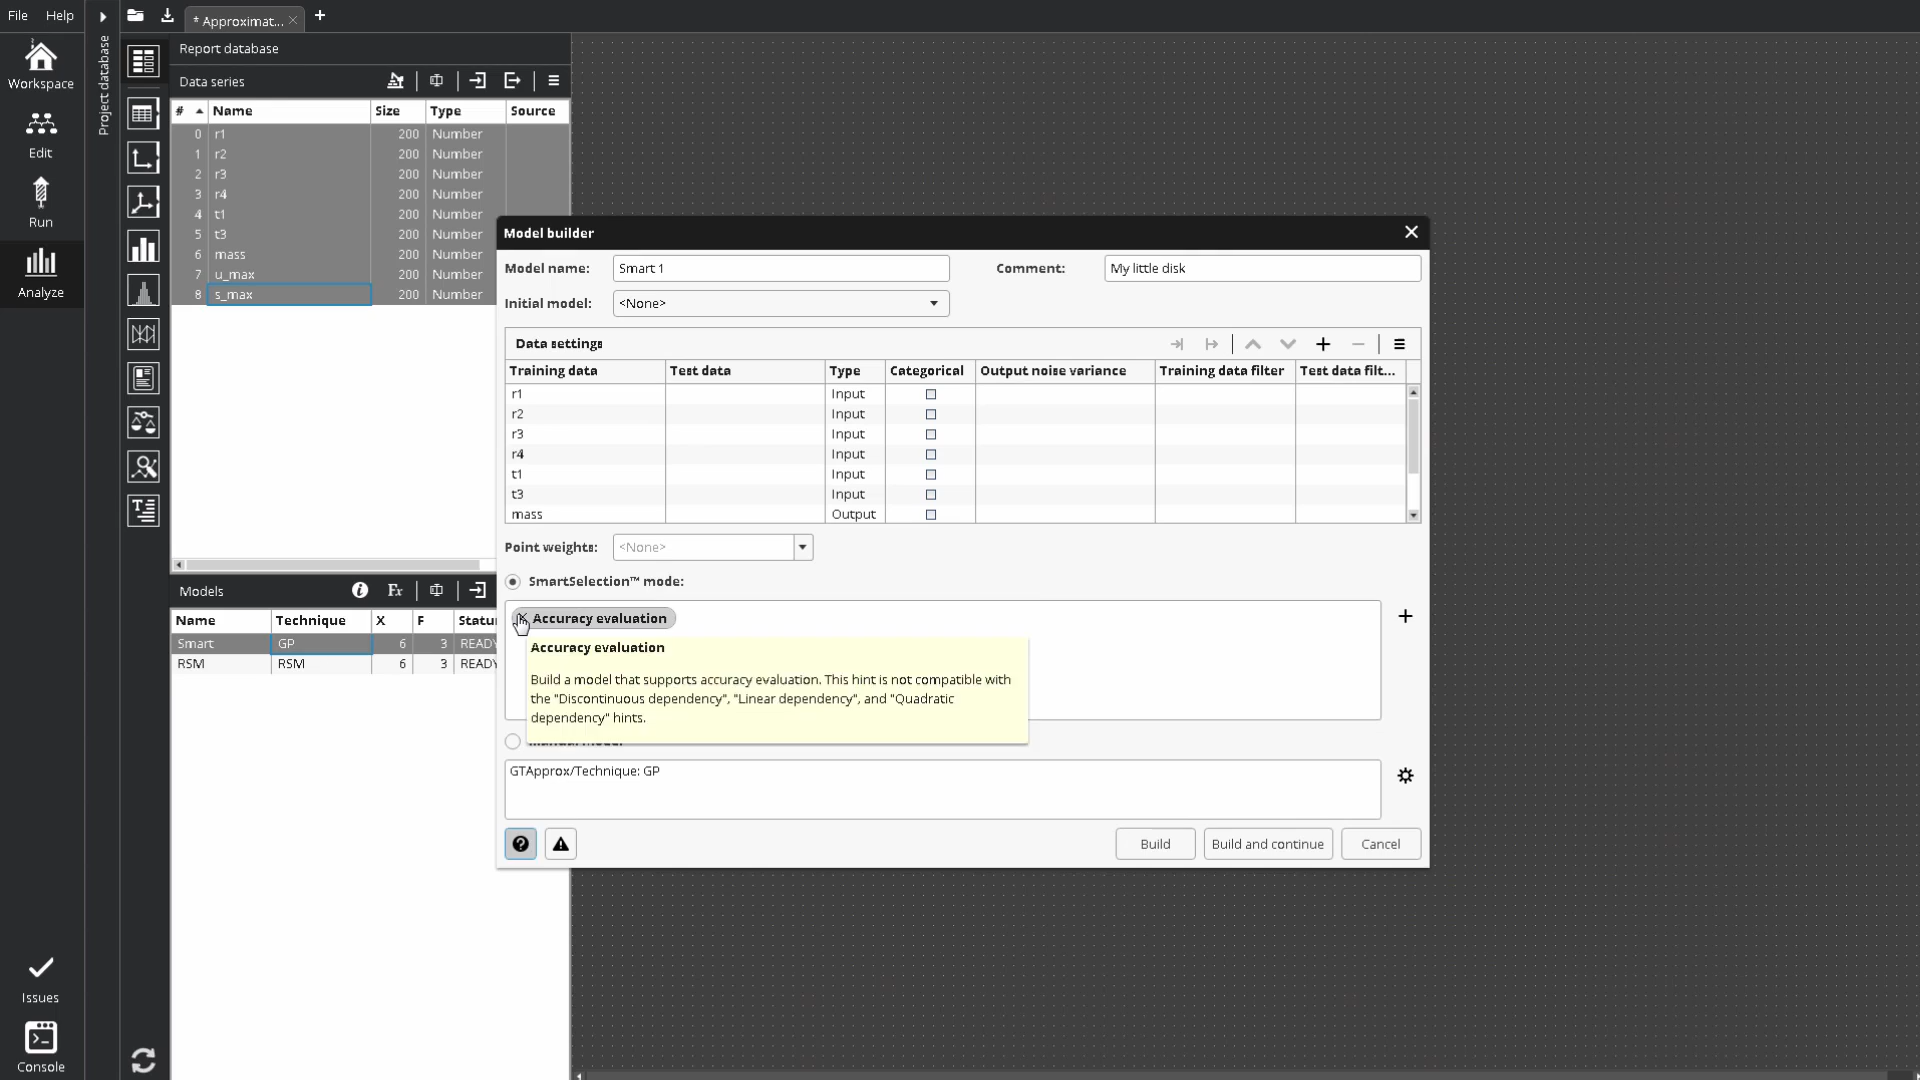 File Help
* Approximat...
Workspace
Edit
Run
Analyze
Issues
Console
Project database
Report database
Data series
# Name Size Type Source
0 r1 200 Number
1 r2 200 Number
2 r3 200 Number
3 r4 200 Number
4 t1 200 Number
5 t3 200 Number
6 mass 200 Number
7 u_max 200 Number
8 s_max 200 Number
Models
Name Technique X F Statu
Smart GP 6 3 READY
RSM RSM 6 3 READY
Model builder
Model name: Smart 1 Comment: My little disk
Initial model: <None>
Data settings
Training data Test data Type Categorical Output noise variance Training data filter Test data filt...
r1 Input
r2 Input
r3 Input
r4 Input
t1 Input
t3 Input
mass Output
Point weights: <None>
SmartSelection™ mode:
Accuracy evaluation
Accuracy evaluation
Build a model that supports accuracy evaluation. This hint is not compatible with
the "Discontinuous dependency", "Linear dependency", and "Quadratic
dependency" hints.
GTApprox/Technique: GP
Build Build and continue Cancel